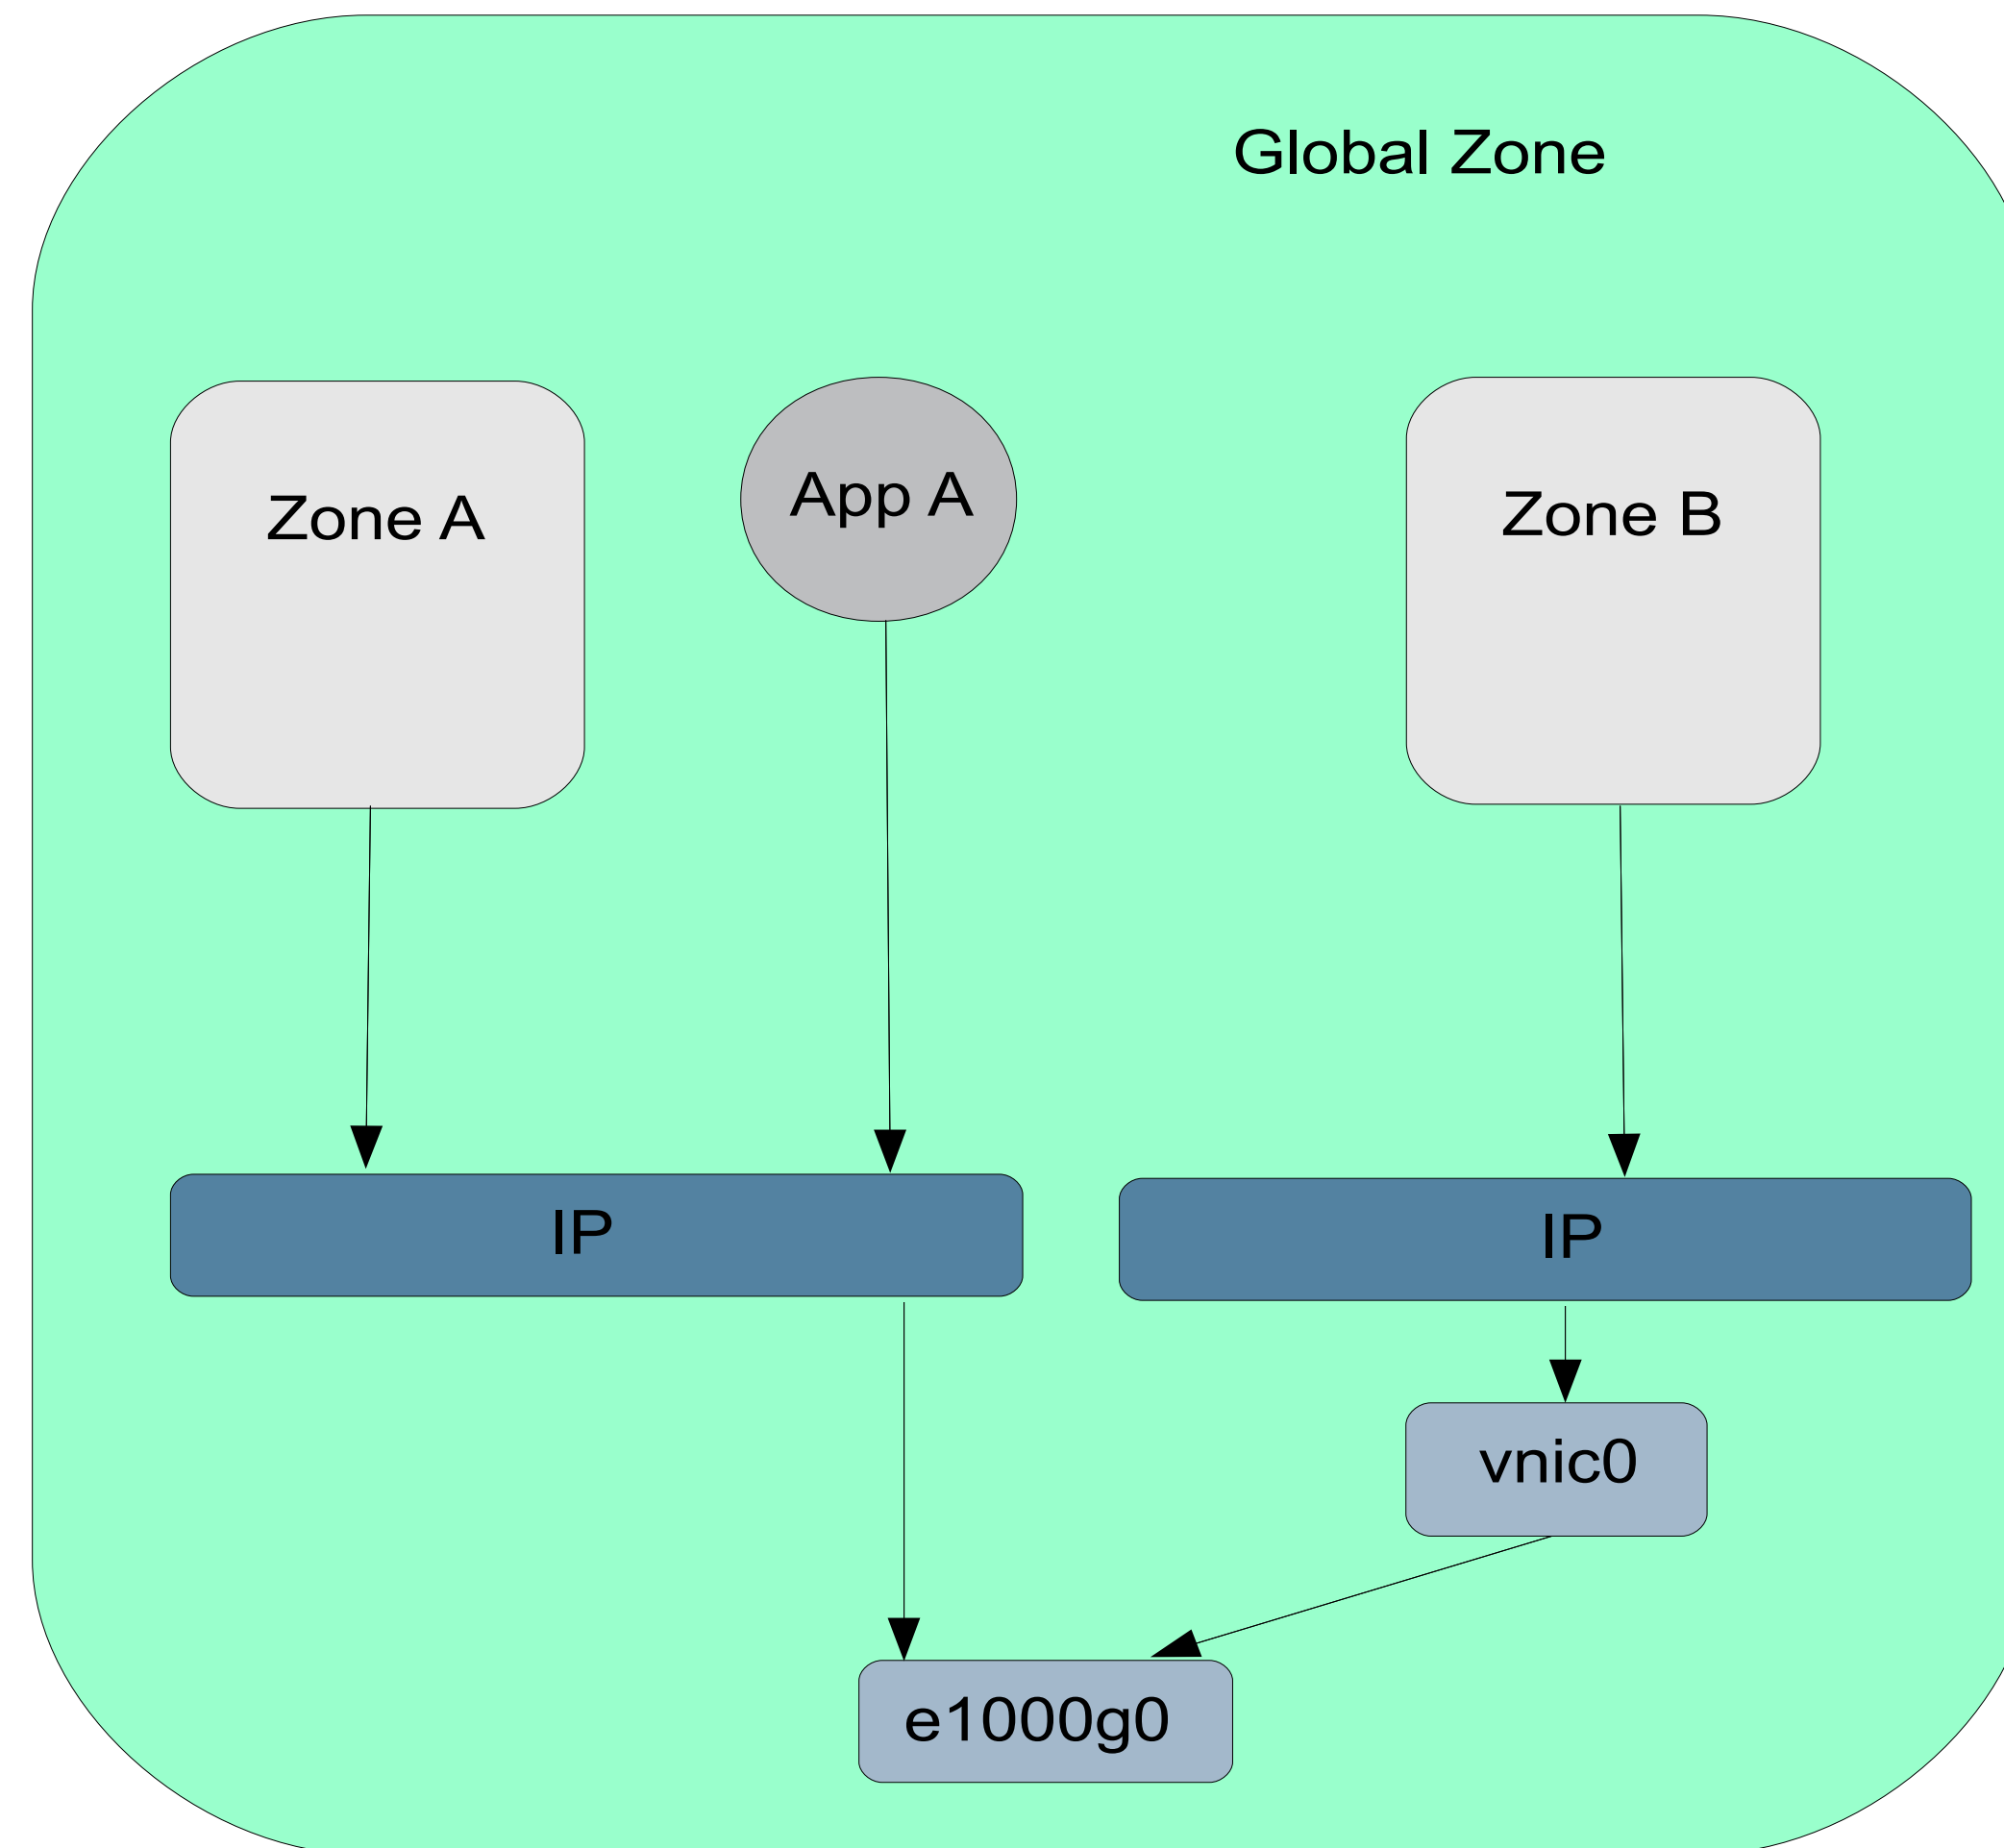 Global Zone
Zone A
App A
Zone B
IP
IP
vnic0
e1000g0